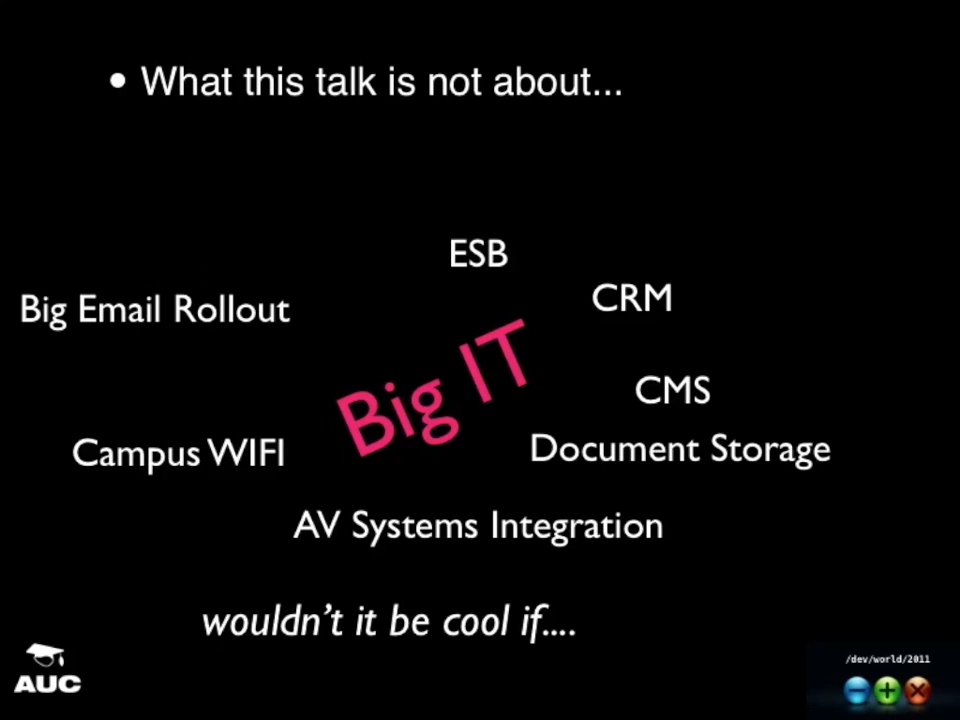 • What this talk is not about...
ESB
CRM
Big Email Rollout
Big IT
CMS
Campus WIFI
Document Storage
AV Systems Integration
wouldn't it be cool if....
AUC
/dev/world/2011